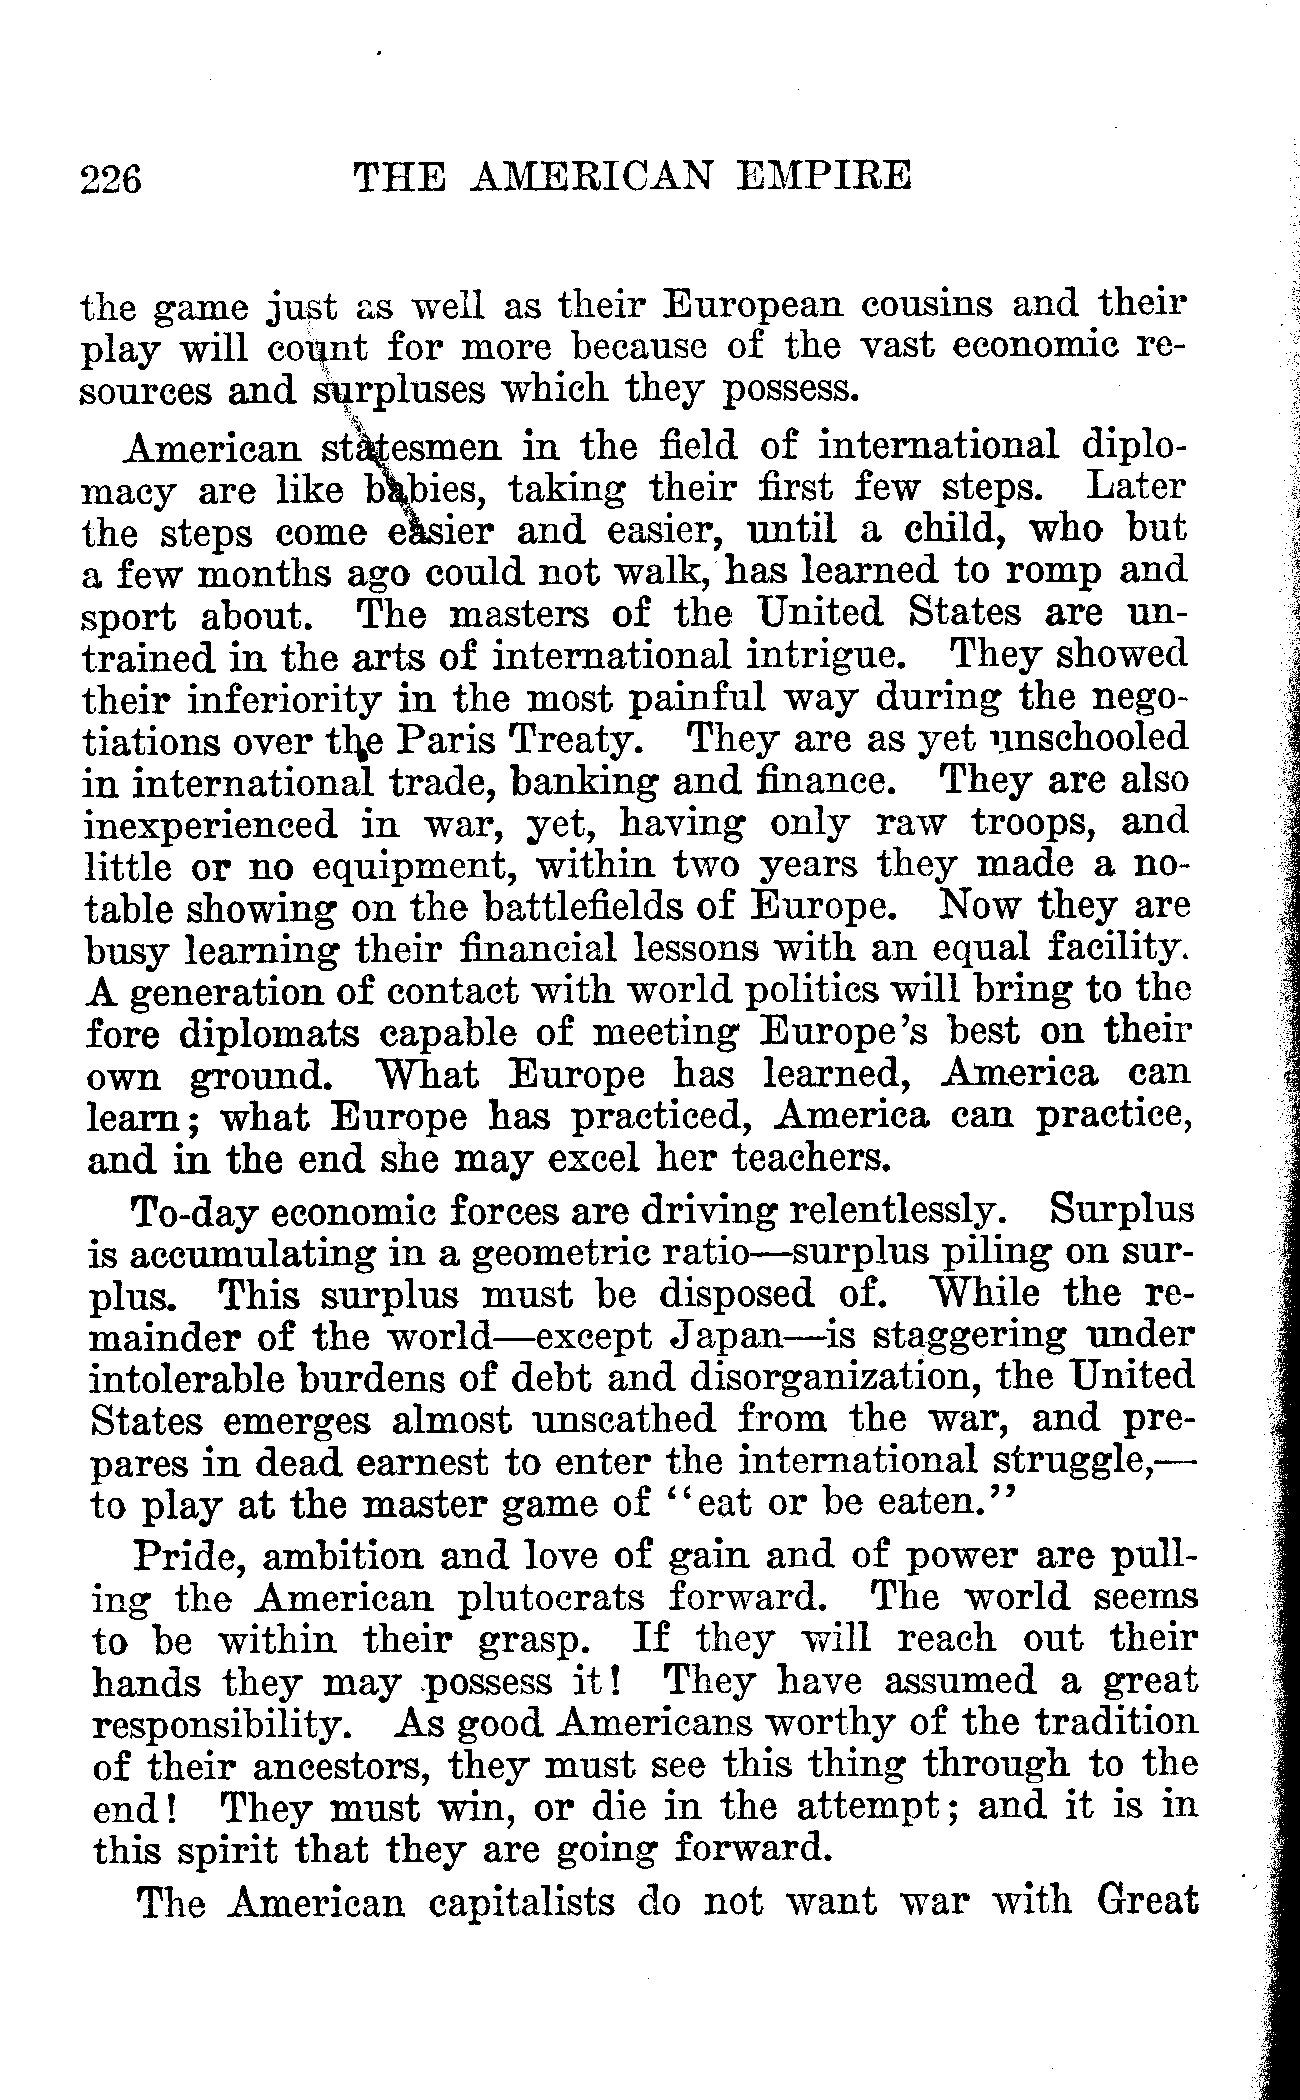 226 THE AMERICAN EMPIRE
the game just as well as their European cousins and their
play will count for more because of the vast economic re-
sources and surpluses which they possess.
American statesmen in the field of international diplo-
macy are like babies, taking their first few steps. Later
the steps come easier and easier, until a child, who but
a few months ago could not walk, has learned to romp and
sport about. The masters of the United States are un-
trained in the arts of international intrigue. They showed
their inferiority in the most painful way during the nego-
tiations over the Paris Treaty. They are as yet unschooled
in international trade, banking and finance. They are also
inexperienced in war, yet, having only raw troops, and
little or no equipment, within two years they made a no-
table showing on the battlefields of Europe. Now they are
busy learning their financial lessons with an equal facility.
A generation of contact with world politics will bring to the
fore diplomats capable of meeting Europe's best on their
own ground. What Europe has learned, America can
learn; what Europe has practiced, America can practice,
and in the end she may excel her teachers.
To-day economic forces are driving relentlessly. Surplus
is accumulating in a geometric ratio—surplus piling on sur-
plus. This surplus must be disposed of. While the re-
mainder of the world—except Japan—is staggering under
intolerable burdens of debt and disorganization, the United
States emerges almost unscathed from the war, and pre-
pares in dead earnest to enter the international struggle,—
to play at the master game of "eat or be eaten."
Pride, ambition and love of gain and of power are pull-
ing the American plutocrats forward. The world seems
to be within their grasp. If they will reach out their
hands they may possess it! They have assumed a great
responsibility. As good Americans worthy of the tradition
of their ancestors, they must see this thing through to the
end! They must win, or die in the attempt; and it is in
this spirit that they are going forward.
The American capitalists do not want war with Great